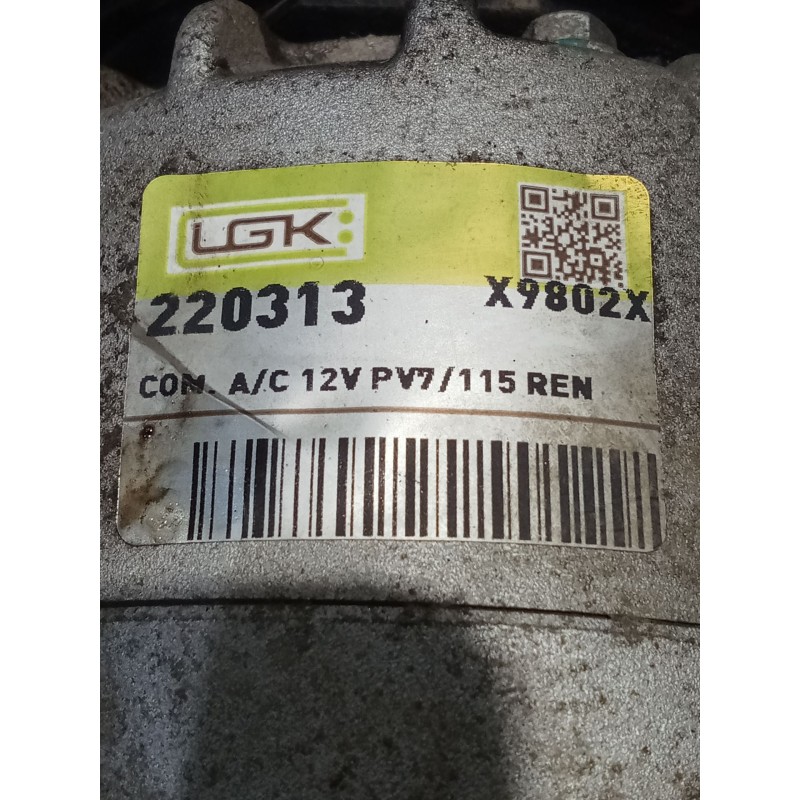 LGK
220313 X9802X
COM. A/C 12V PV7/115 REN